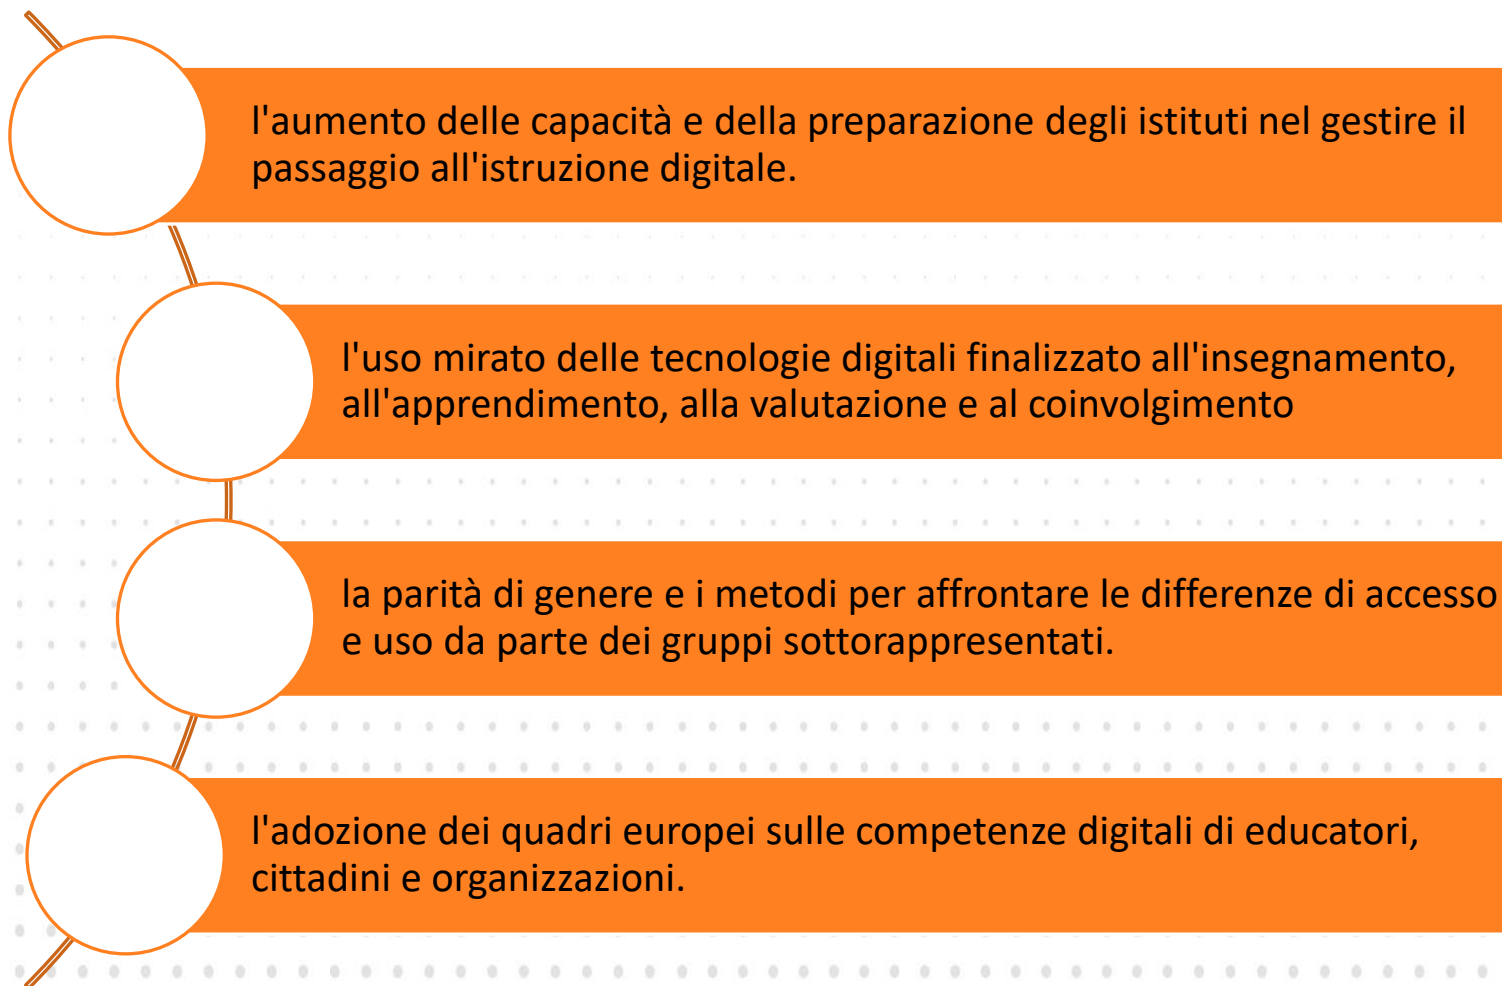 l'aumento delle capacità e della preparazione degli istituti nel gestire il
passaggio all'istruzione digitale.
l'uso mirato delle tecnologie digitali finalizzato all'insegnamento,
all'apprendimento, alla valutazione e al coinvolgimento
la parità di genere e i metodi per affrontare le differenze di accesso
e uso da parte dei gruppi sottorappresentati.
l'adozione dei quadri europei sulle competenze digitali di educatori,
cittadini e organizzazioni.